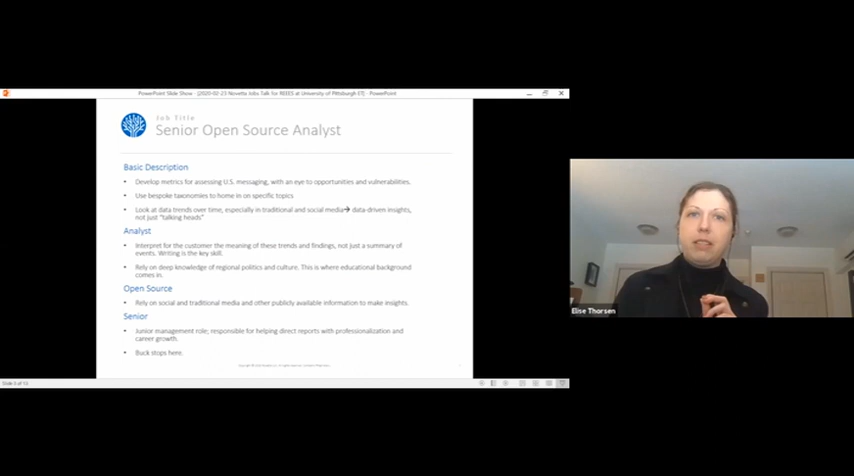 PowerPoint Slide Show - [2020-02-23 Novetta Jobs Talk for REEES at University of Pittsburgh ET] - PowerPoint
Job Title
Senior Open Source Analyst
Basic Description
• Develop metrics for assessing U.S. messaging, with an eye to opportunities and vulnerabilities.
• Use bespoke taxonomies to home in on specific topics
• Look at data trends over time, especially in traditional and social media→ data-driven insights,
not just “talking heads”
Analyst
• Interpret for the customer the meaning of these trends and findings, not just a summary of
events. Writing is the key skill.
• Rely on deep knowledge of regional politics and culture. This is where educational background
comes in.
Open Source
• Rely on social and traditional media and other publicly available information to make insights.
Senior
• Junior management role; responsible for helping direct reports with professionalization and
career growth.
• Buck stops here.
Elise Thorsen